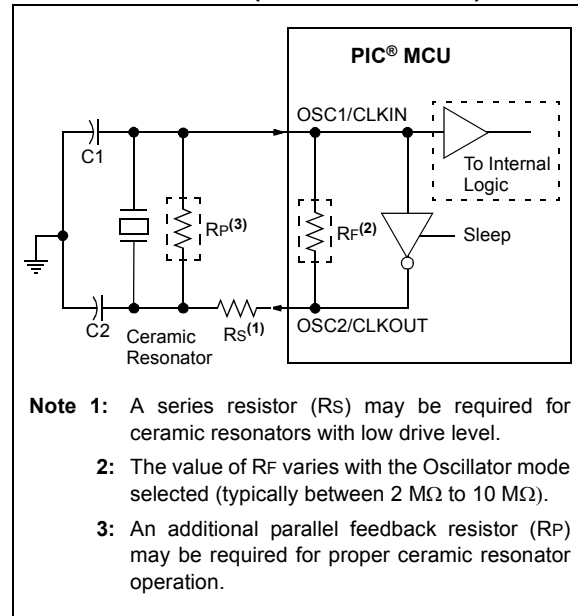 PIC® MCU
OSC1/CLKIN
C1
To Internal
Logic
RP(3)
RF(2)
Sleep
C2
Ceramic
Resonator
RS(1)
OSC2/CLKOUT
Note 1: A series resistor (RS) may be required for
ceramic resonators with low drive level.
2: The value of RF varies with the Oscillator mode
selected (typically between 2 MΩ to 10 MΩ).
3: An additional parallel feedback resistor (RP)
may be required for proper ceramic resonator
operation.